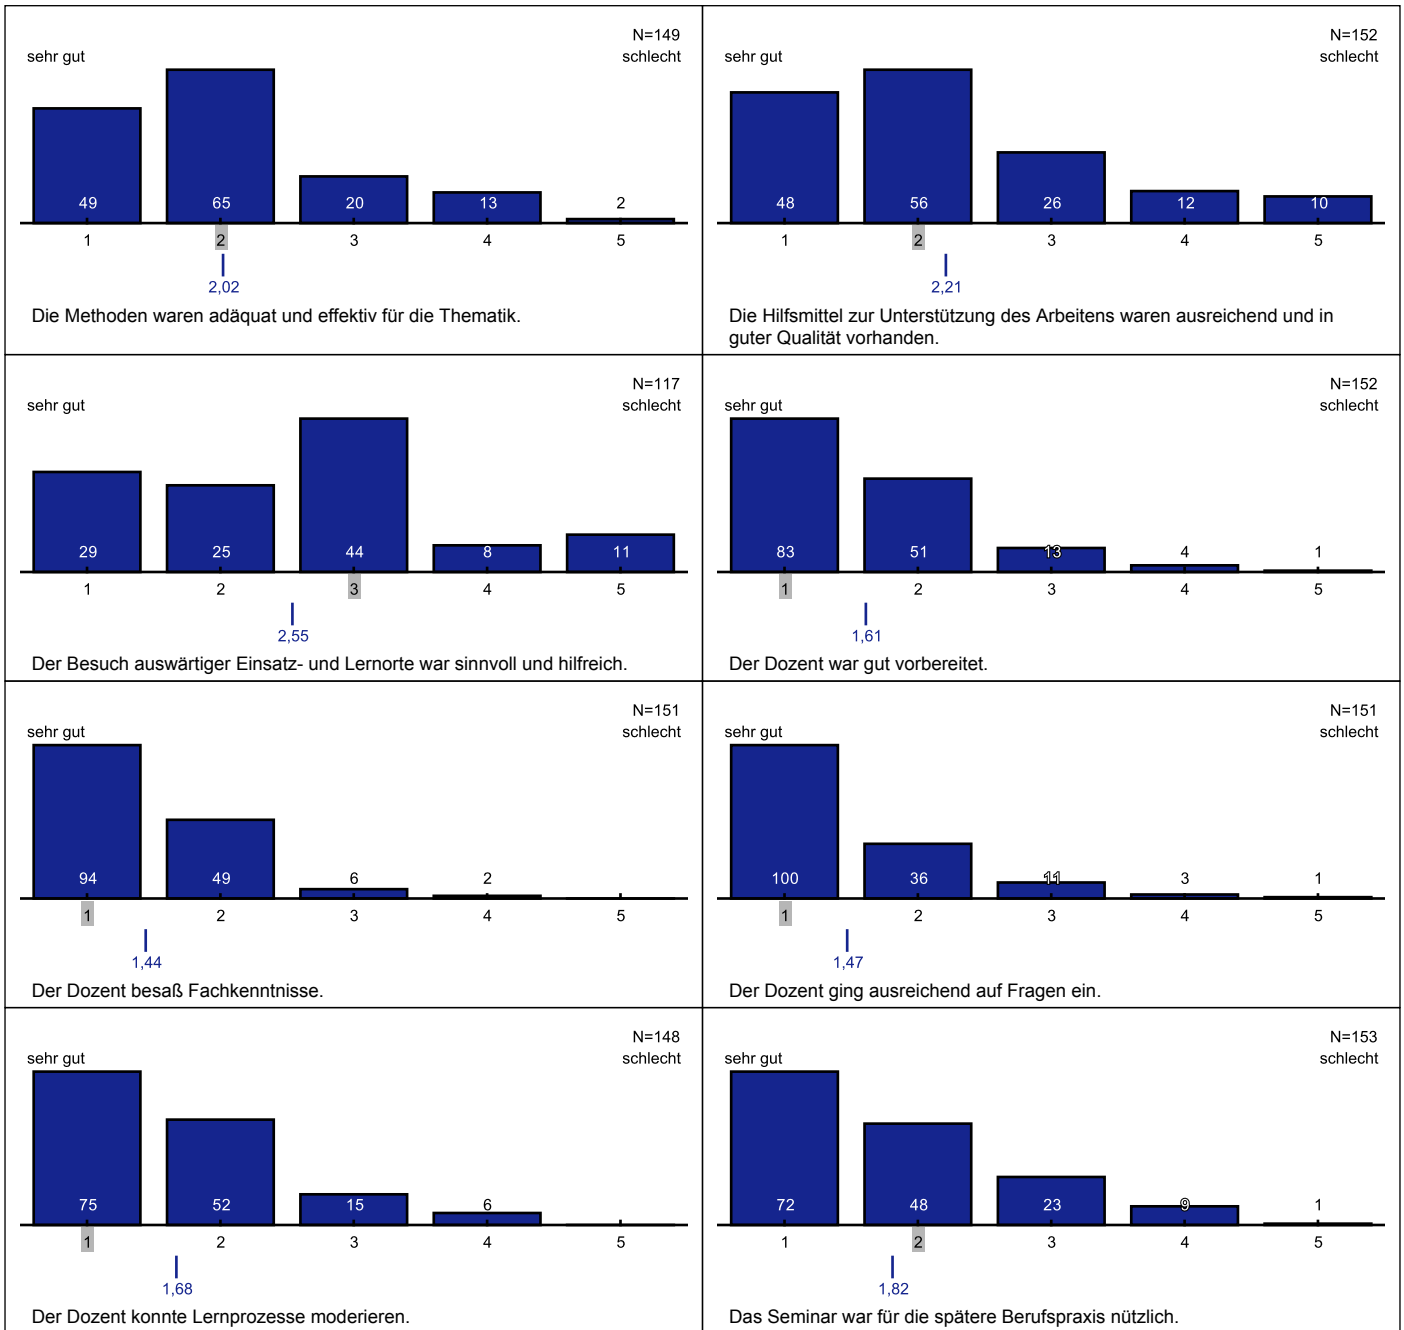 N=149
sehr gut
schlecht
49
65
20
13
2
1
2
3
4
5
2,02
Die Methoden waren adäquat und effektiv für die Thematik.
N=152
sehr gut
schlecht
48
56
26
12
10
1
2
3
4
5
2,21
Die Hilfsmittel zur Unterstützung des Arbeitens waren ausreichend und in
guter Qualität vorhanden.
N=117
sehr gut
schlecht
29
25
44
8
11
1
2
3
4
5
2,55
Der Besuch auswärtiger Einsatz- und Lernorte war sinnvoll und hilfreich.
N=152
sehr gut
schlecht
83
51
13
4
1
1
2
3
4
5
1,61
Der Dozent war gut vorbereitet.
N=151
sehr gut
schlecht
94
49
6
2
1
2
3
4
5
1,44
Der Dozent besaß Fachkenntnisse.
N=151
sehr gut
schlecht
100
36
11
3
1
1
2
3
4
5
1,47
Der Dozent ging ausreichend auf Fragen ein.
N=148
sehr gut
schlecht
75
52
15
6
1
2
3
4
5
1,68
Der Dozent konnte Lernprozesse moderieren.
N=153
sehr gut
schlecht
72
48
23
9
1
1
2
3
4
5
1,82
Das Seminar war für die spätere Berufspraxis nützlich.